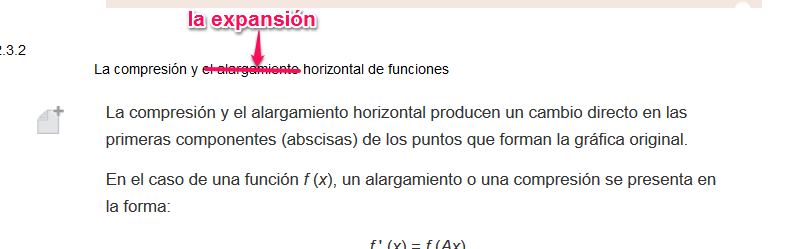 la expansión
2.3.2
La compresión y el alargamiento horizontal de funciones
La compresión y el alargamiento horizontal producen un cambio directo en las
primeras componentes (abscisas) de los puntos que forman la gráfica original.
En el caso de una función f (x), un alargamiento o una compresión se presenta en
la forma:
f ' (x) = f (Ax)